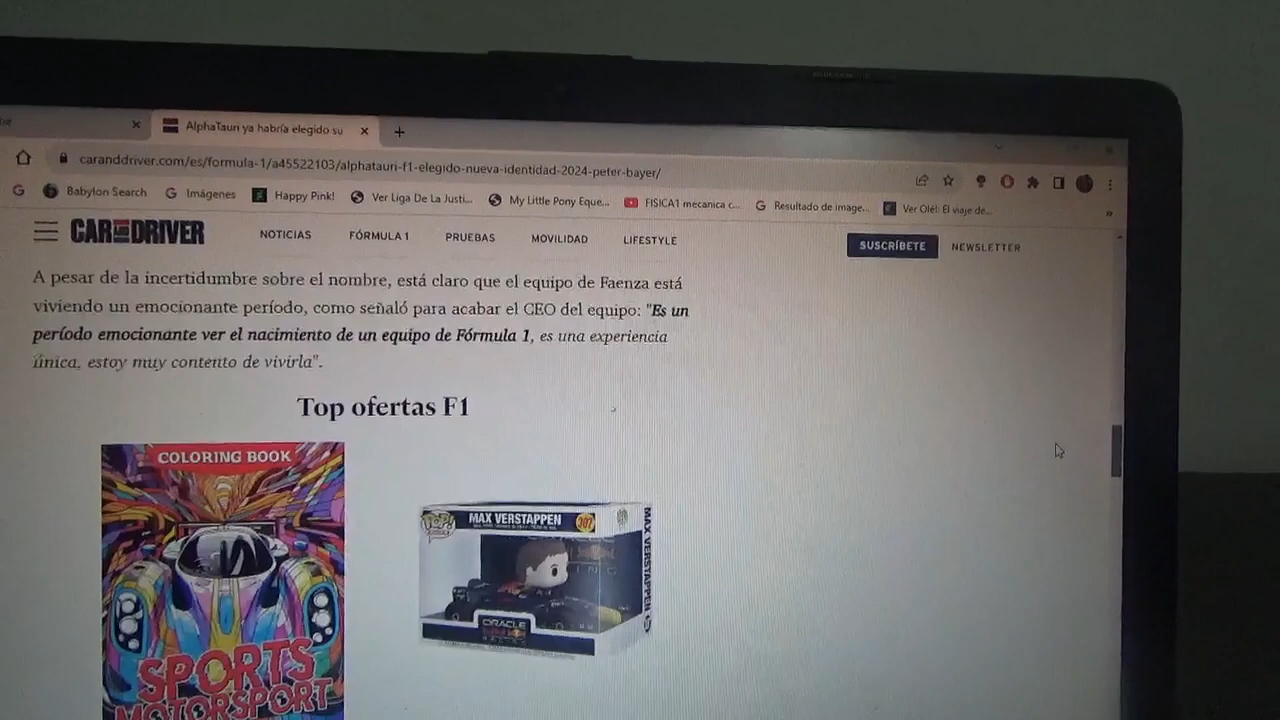 AlphaTauri ya habría elegido su
caranddriver.com/es/formula-1/a45522103/alphatauri-f1-elegido-nueva-identidad-2024-peter-bayer/
Babylon Search
Imágenes
Happy Pink!
Ver Liga De La Justi...
My Little Pony Eque...
FISICA1 mecanica c...
Resultado de image...
Ver Olé!: El viaje de...
CAR AND DRIVER
NOTICIAS
FÓRMULA 1
PRUEBAS
MOVILIDAD
LIFESTYLE
SUSCRÍBETE
NEWSLETTER
A pesar de la incertidumbre sobre el nombre, está claro que el equipo de Faenza está
viviendo un emocionante período, como señaló para acabar el CEO del equipo: "Es un
período emocionante ver el nacimiento de un equipo de Fórmula 1, es una experiencia
única, estoy muy contento de vivirla".
Top ofertas F1
COLORING BOOK
SPORTS
MOTORSPORT
POP!
MAX VERSTAPPEN
307
MAX VERSTAPPEN
ORACLE
Red Bull
RACING